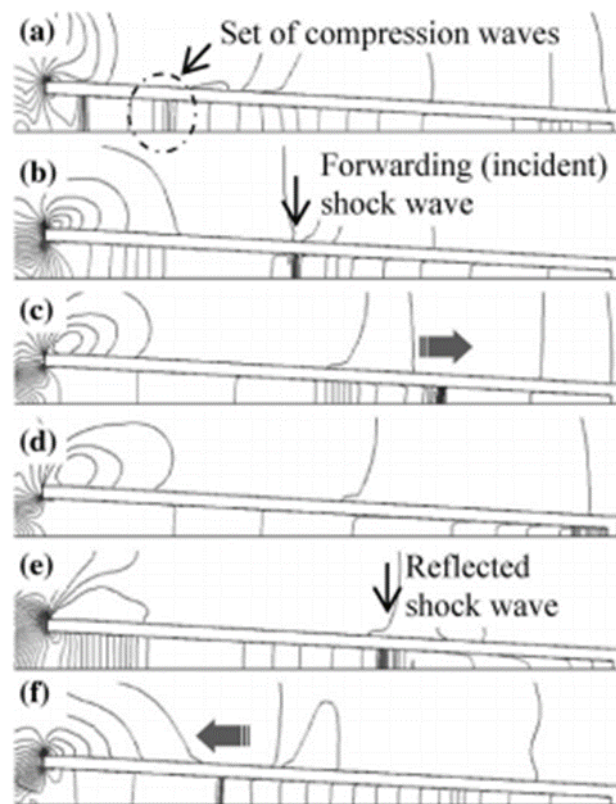 (a)
Set of compression waves
(b)
Forwarding (incident)
shock wave
(c)
(d)
(e)
Reflected
shock wave
(f)